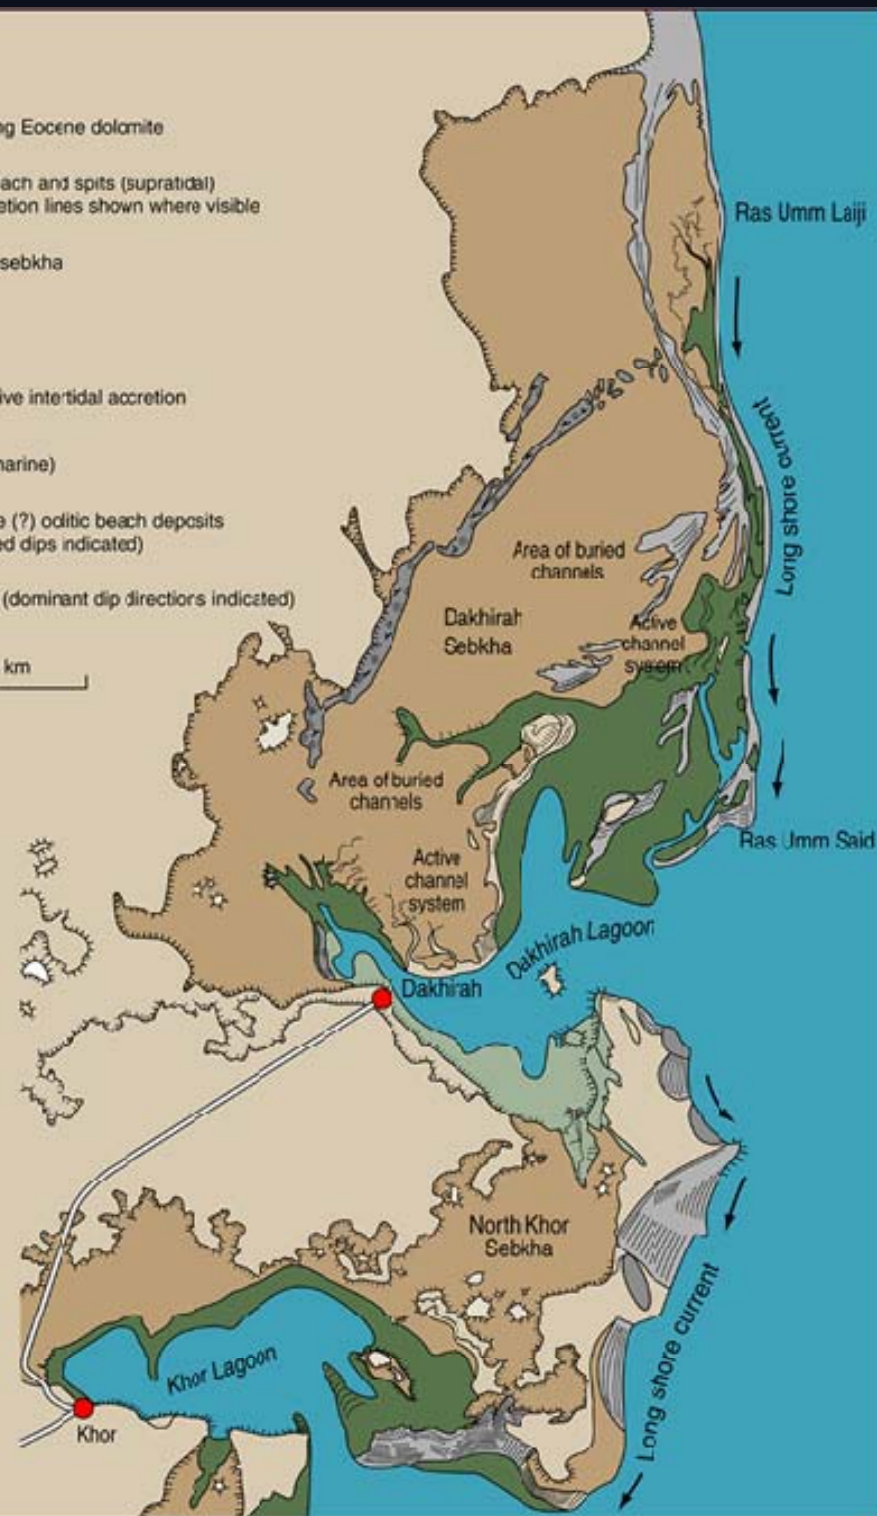 ng Eocene dolomite
ach and spits (supratidal)
etion lines shown where visible
sebkha
ive intertidal accretion
narine)
e (?) oolitic beach deposits
ed dips indicated)
(dominant dip directions indicated)
km
Ras Umm Laiji
Long shore current
Area of buried
channels
Dakhirah
Sebkha
Active
channel
system
Area of buried
channels
Ras Umm Said
Active
channel
system
Dakhirah Lagoon
Dakhirah
North Khor
Sebkha
Khor Lagoon
Long shore current
Khor